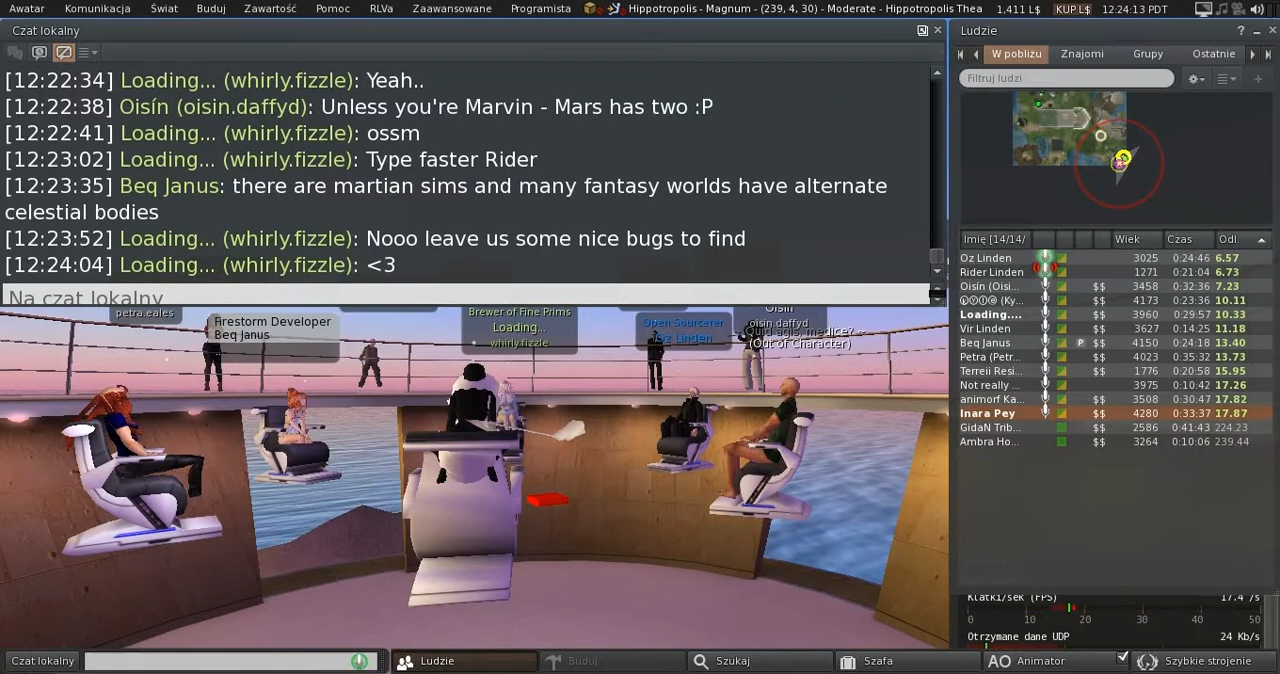 Awatar Komunikacja Świat Buduj Zawartość Pomoc RLVa Zaawansowane Programista Hippotropolis - Magnum - (239, 4, 30) - Moderate - Hippotropolis Thea 1,411 L$ KUP L$ 12:24:13 PDT
Czat lokalny
[12:22:34] Loading... (whirly.fizzle): Yeah..
[12:22:38] Oisín (oisin.daffyd): Unless you're Marvin - Mars has two :P
[12:22:41] Loading... (whirly.fizzle): ossm
[12:23:02] Loading... (whirly.fizzle): Type faster Rider
[12:23:35] Beq Janus: there are martian sims and many fantasy worlds have alternate
celestial bodies
[12:23:52] Loading... (whirly.fizzle): Nooo leave us some nice bugs to find
[12:24:04] Loading... (whirly.fizzle): <3
Na czat lokalny
petra.eales
Firestorm Developer
Beq Janus
Brewer of Fine Prims
Loading...
whirly.fizzle
Open Sourcerer
Oz Linden
Oisín
oisin.daffyd
~ Quid agis, medice? ~
(Out of Character)
Ludzie
W pobliżu Znajomi Grupy Ostatnie
Filtruj ludzi
Imię [14/14/ Wiek Czas Odl.
Oz Linden 3025 0:24:46 6.57
Rider Linden 1271 0:21:04 6.73
Oisín (Oisi... $$ 3458 0:32:36 7.23
(Ky... $$ 4173 0:23:36 10.11
Loading.... $$ 3960 0:29:57 10.33
Vir Linden 3627 0:14:25 11.18
Beq Janus P $$ 4150 0:24:18 13.40
Petra (Petr... $$ 4023 0:35:32 13.73
Terreii Resi... $$ 1776 0:20:58 15.95
Not really ... 3975 0:10:42 17.26
animorf Ka... $$ 3508 0:30:47 17.82
Inara Pey $$ 4280 0:33:37 17.87
GidaN Trib... $$ 2586 0:41:43 224.23
Ambra Ho... $$ 3264 0:10:06 239.44
Klatki/sek (FPS) 17.4 /s
0 10 20 30 40 50
Otrzymane dane UDP 24 Kb/s
Czat lokalny Ludzie Buduj Szukaj Szafa AO Animator Szybkie strojenie